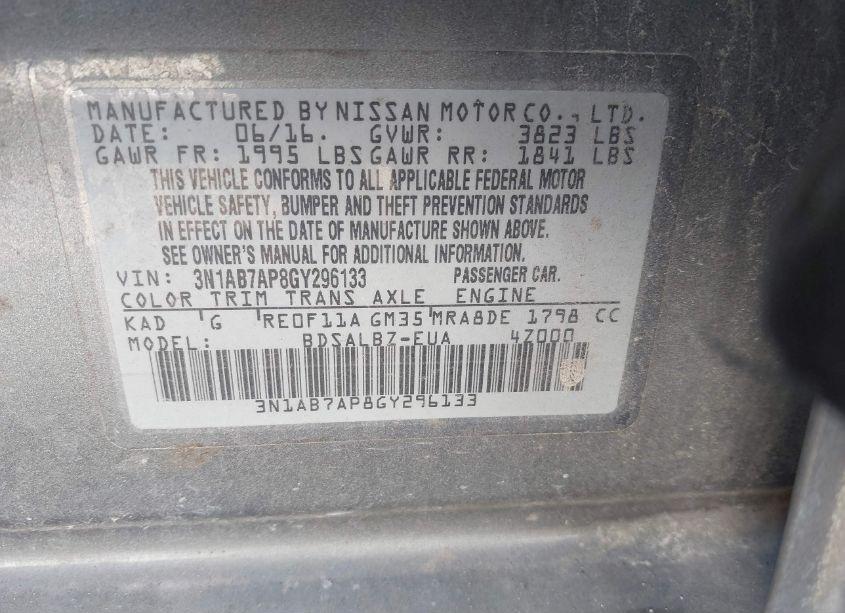 MANUFACTURED BY NISSAN MOTOR CO., LTD.
DATE: 06/16. GVWR: 3823 LBS
GAWR FR: 1995 LBS GAWR RR: 1841 LBS
THIS VEHICLE CONFORMS TO ALL APPLICABLE FEDERAL MOTOR
VEHICLE SAFETY, BUMPER AND THEFT PREVENTION STANDARDS
IN EFFECT ON THE DATE OF MANUFACTURE SHOWN ABOVE.
SEE OWNER'S MANUAL FOR ADDITIONAL INFORMATION.
VIN: 3N1AB7AP8GY296133 PASSENGER CAR.
COLOR TRIM TRANS AXLE ENGINE
KAD G RE0F11A GM35 MRA8DE 1798 CC
MODEL: BDSALBZ-EUA 4Z000
3N1AB7AP8GY296133